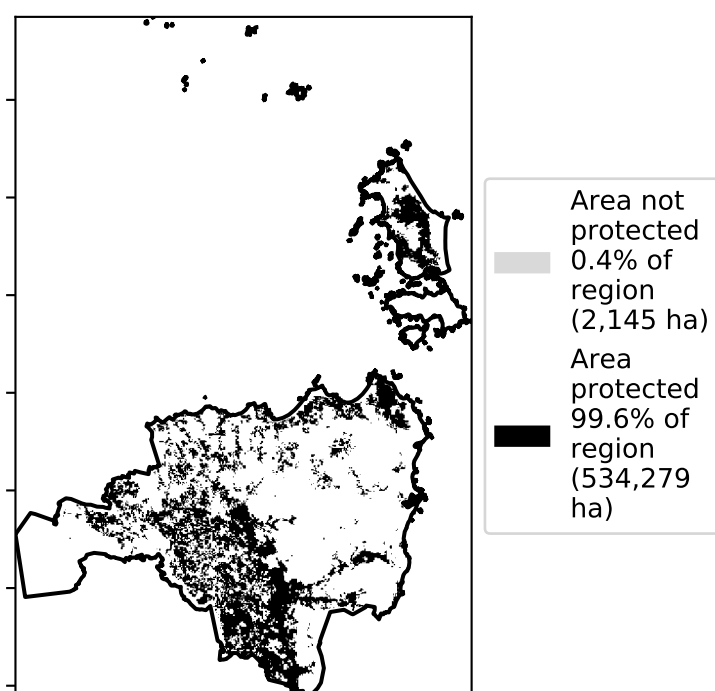 Area not
protected
0.4% of
region
(2,145 ha)
Area
protected
99.6% of
region
(534,279
ha)